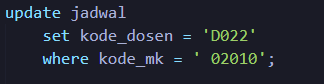 update jadwal
    set kode_dosen = 'D022'
    where kode_mk = ' 02010';